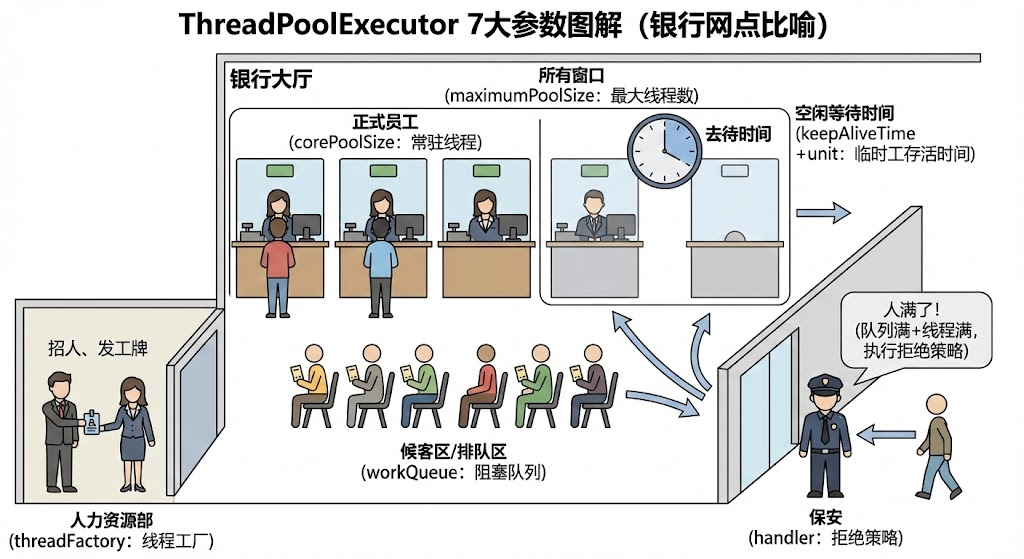 ThreadPoolExecutor 7大参数图解（银行网点比喻）
银行大厅
所有窗口
(maximumPoolSize：最大线程数)
正式员工
(corePoolSize：常驻线程)
去待时间
空闲等待时间
(keepAliveTime
+unit：临时工存活时间)
招人、发工牌
人满了！
(队列满+线程满，
执行拒绝策略)
候客区/排队区
(workQueue：阻塞队列)
人力资源部
(threadFactory：线程工厂)
保安
(handler：拒绝策略)